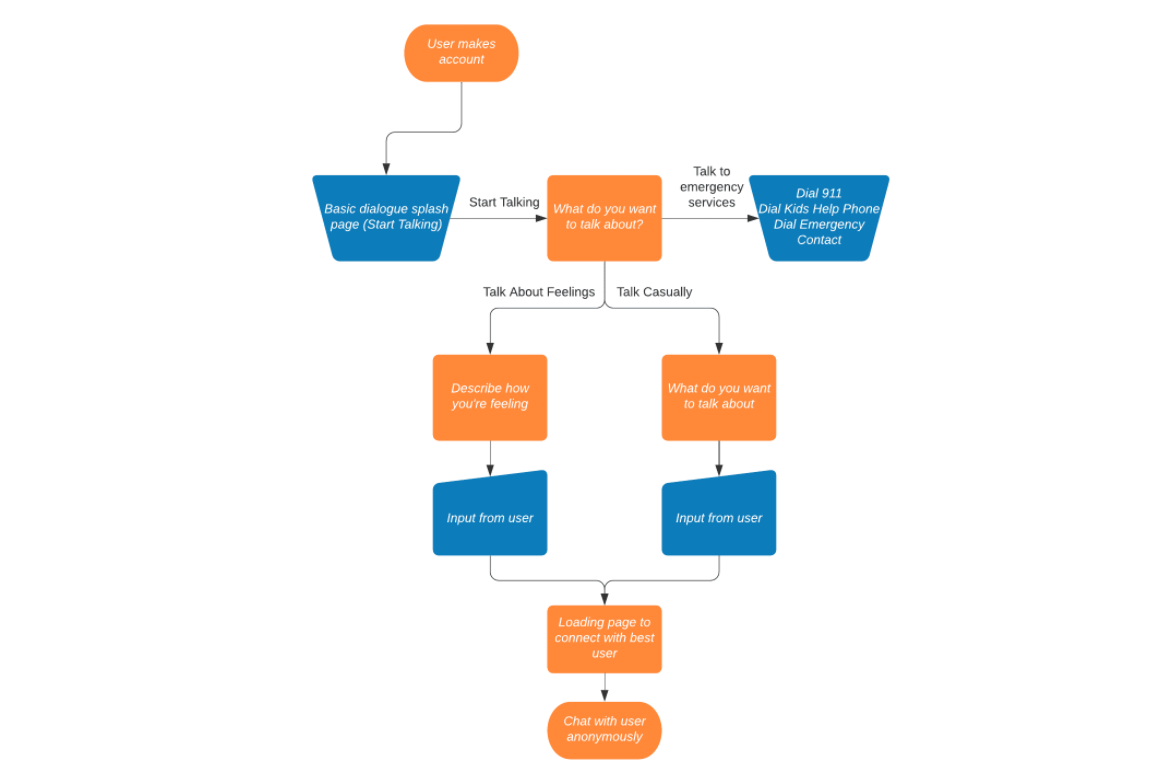 User makes
account
Talk to
emergency
services
Basic dialogue splash
page (Start Talking)
Start Talking
What do you want
to talk about?
Dial 911
Dial Kids Help Phone
Dial Emergency
Contact
Talk About Feelings
Talk Casually
Describe how
you're feeling
What do you want
to talk about
Input from user
Input from user
Loading page to
connect with best
user
Chat with user
anonymously